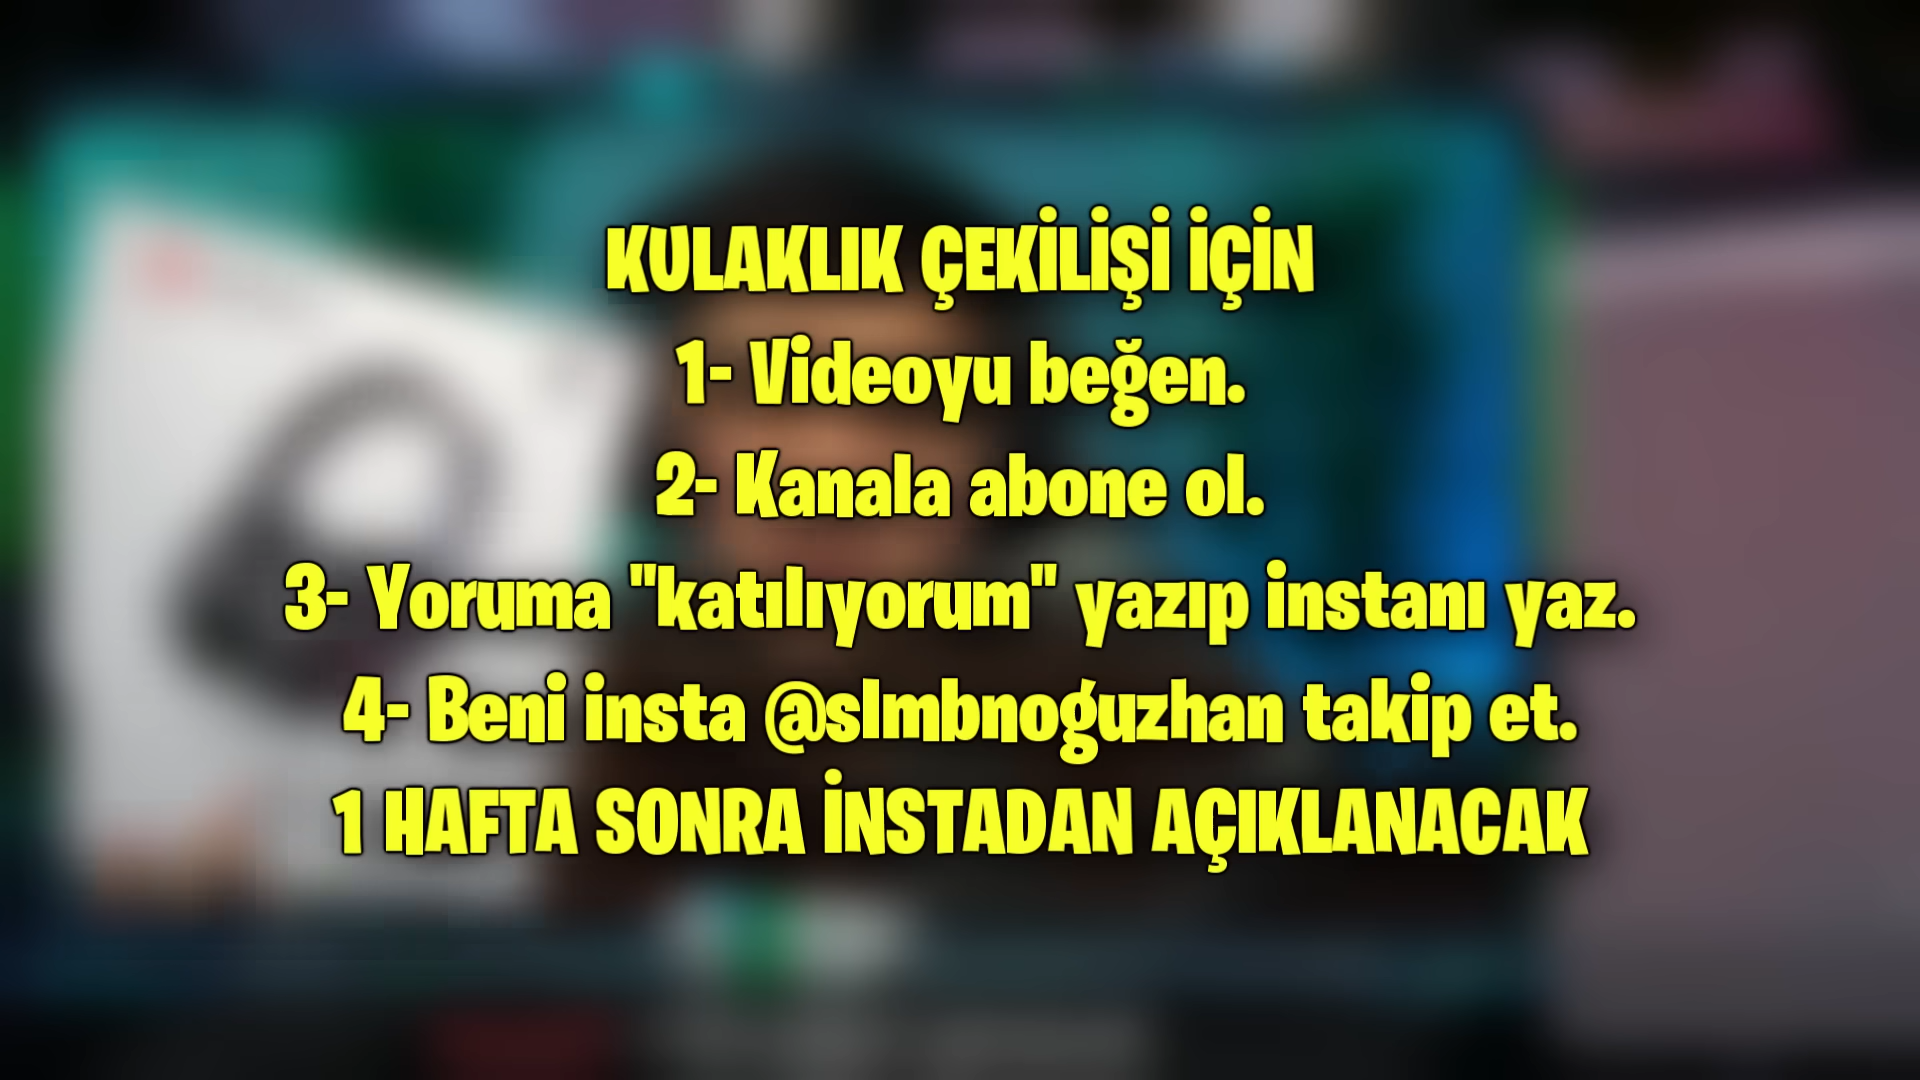 KULAKLIK ÇEKİLİŞİ İÇİN
1- Videoyu beğen.
2- Kanala abone ol.
3- Yoruma "katılıyorum" yazıp instanı yaz.
4- Beni insta @slmbnoguzhan takip et.
1 HAFTA SONRA İNSTADAN AÇIKLANACAK